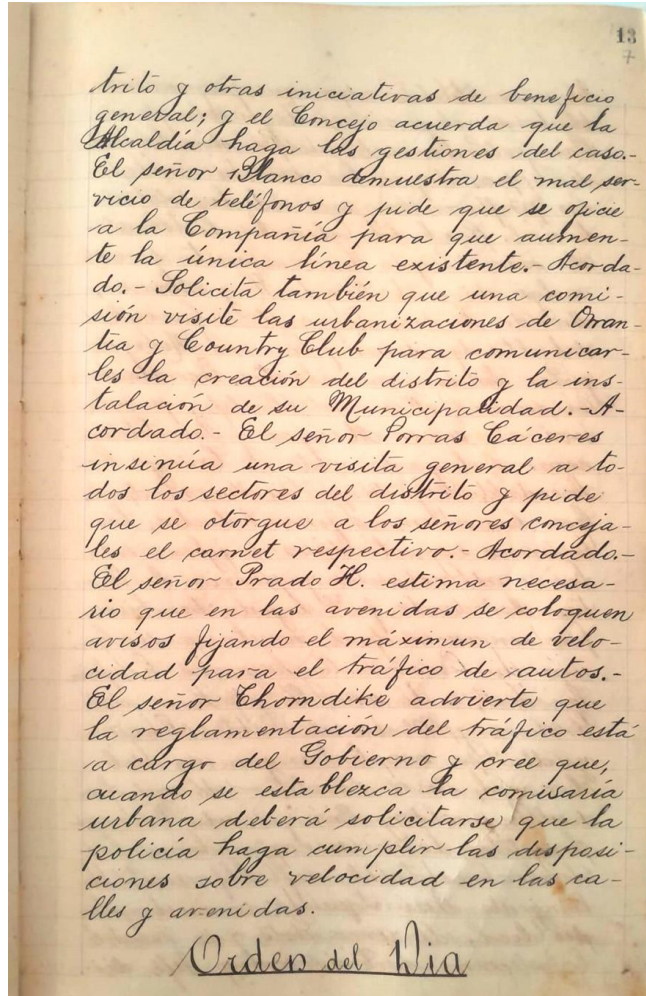 13
7
trito y otras iniciativas de beneficio
general; y el Concejo acuerda que la
Alcaldía haga las gestiones del caso.-
El señor Blanco demuestra el mal ser-
vicio de teléfonos y pide que se oficie
a la Compañía para que aumen-
te la única línea existente.- Acorda-
do.- Solicita también que una comi-
sión visite las urbanizaciones de Orran-
tia y Country Club para comunicar-
les la creación del distrito y la ins-
talación de su Municipalidad.- A-
cordado.- El señor Porras Cáceres
insinúa una visita general a to-
dos los sectores del distrito y pide
que se otorgue a los señores conceja-
les el carnet respectivo.- Acordado.-
El señor Prado H. estima necesa-
rio que en las avenidas se coloquen
avisos fijando el máximun de velo-
cidad para el tráfico de autos.-
El señor Thorndike advierte que
la reglamentación del tráfico está
a cargo del Gobierno y cree que,
cuando se establezca la comisaría
urbana deberá solicitarse que la
policía haga cumplir las disposi-
ciones sobre velocidad en las ca-
lles y avenidas.
Orden del Dia